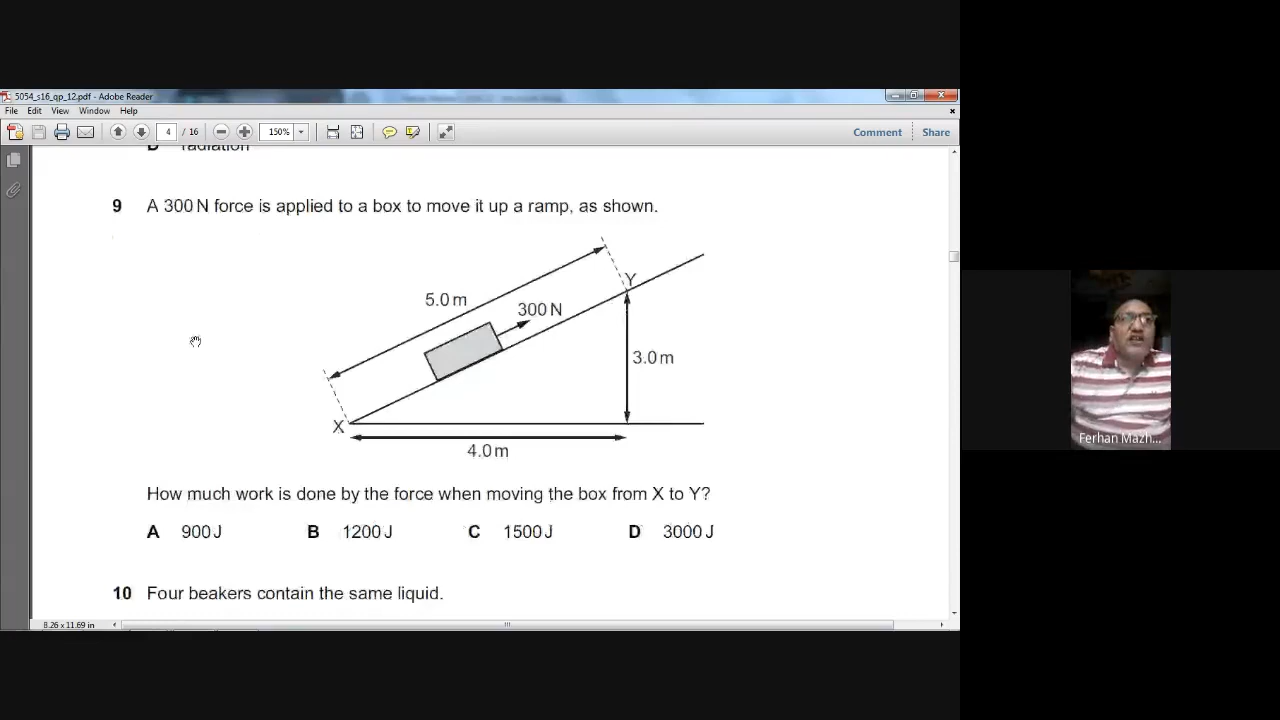 5054_s16_qp_12.pdf - Adobe Reader
File Edit View Window Help
4 / 16 150% Comment Share
D radiation
9 A 300 N force is applied to a box to move it up a ramp, as shown.
Y
5.0 m
300 N
3.0 m
X
4.0 m
How much work is done by the force when moving the box from X to Y?
A 900 J B 1200 J C 1500 J D 3000 J
10 Four beakers contain the same liquid.
8.26 x 11.69 in
Ferhan Mazh...